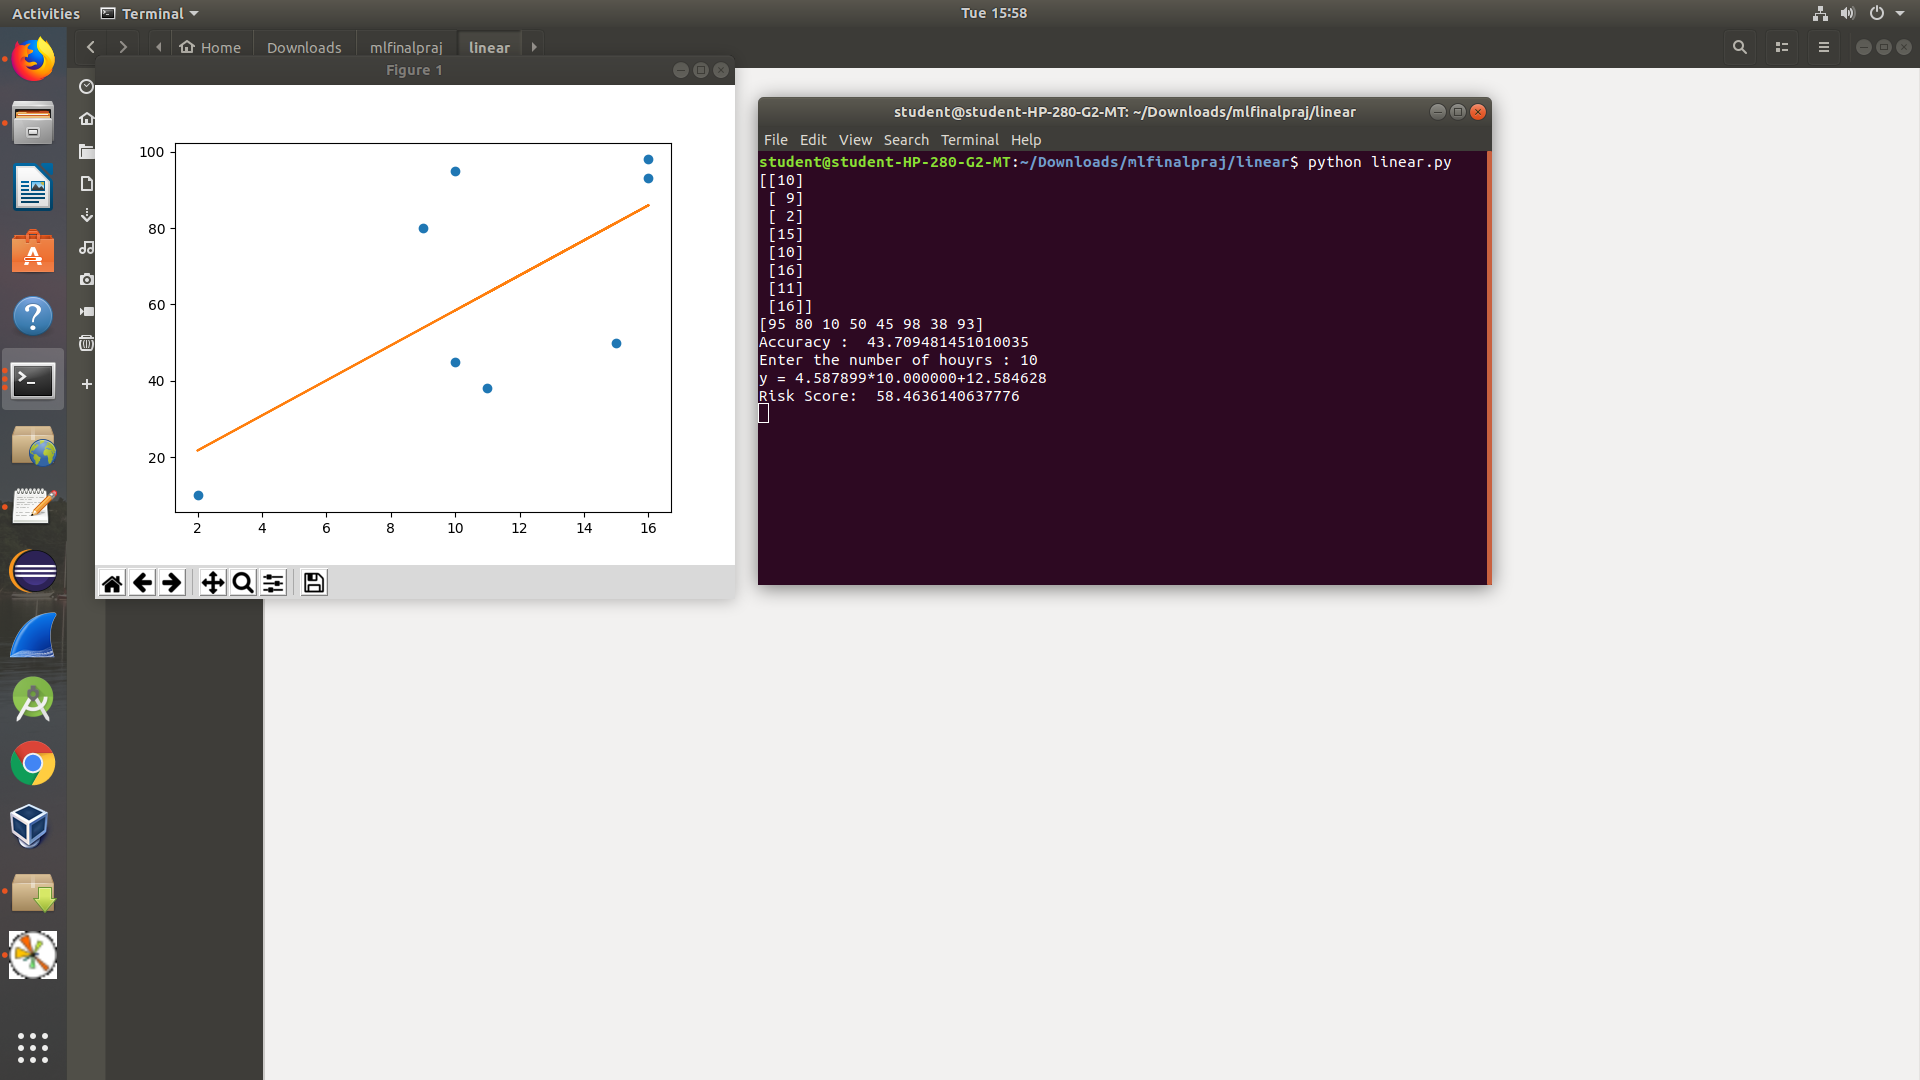 Activities
Terminal
Tue 15:58
Home
Downloads
mlfinalpraj
linear
Figure 1
100
80
60
40
20
2 4 6 8 10 12 14 16
student@student-HP-280-G2-MT: ~/Downloads/mlfinalpraj/linear
File Edit View Search Terminal Help
student@student-HP-280-G2-MT:~/Downloads/mlfinalpraj/linear$ python linear.py
[[10]
[ 9]
[ 2]
[15]
[10]
[16]
[11]
[16]]
[95 80 10 50 45 98 38 93]
Accuracy :  43.709481451010035
Enter the number of houyrs : 10
y = 4.587899*10.000000+12.584628
Risk Score:  58.4636140637776